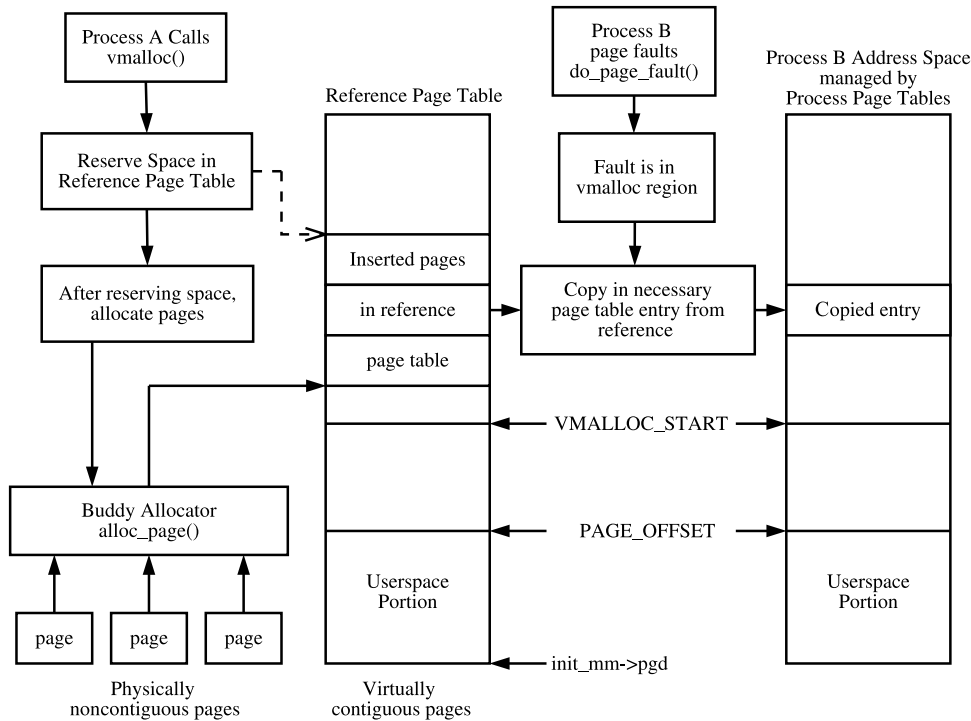 Process A Calls
vmalloc()
Reserve Space in
Reference Page Table
After reserving space,
allocate pages
Buddy Allocator
alloc_page()
page
page
page
Physically
noncontiguous pages
Reference Page Table
Inserted pages
in reference
page table
Userspace
Portion
Virtually
contiguous pages
Process B
page faults
do_page_fault()
Fault is in
vmalloc region
Copy in necessary
page table entry from
reference
VMALLOC_START
PAGE_OFFSET
init_mm->pgd
Process B Address Space
managed by
Process Page Tables
Copied entry
Userspace
Portion